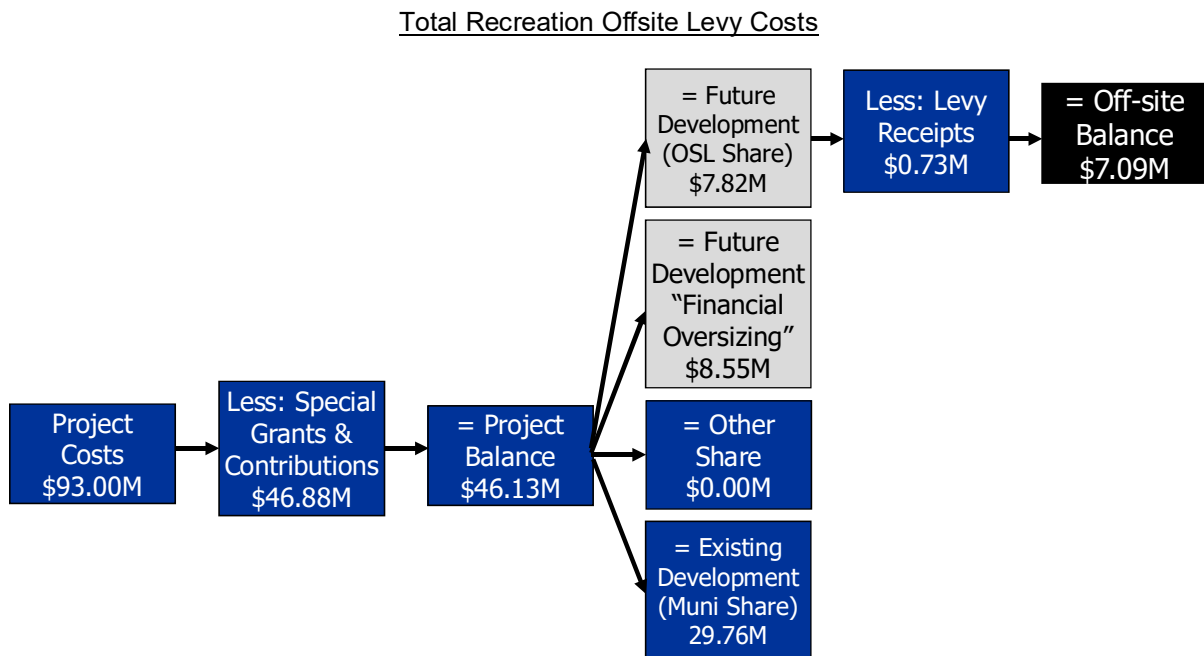 Total Recreation Offsite Levy Costs
Project
Costs
$93.00M
Less: Special
Grants &
Contributions
$46.88M
= Project
Balance
$46.13M
= Future
Development
(OSL Share)
$7.82M
Less: Levy
Receipts
$0.73M
= Off-site
Balance
$7.09M
= Future
Development
“Financial
Oversizing”
$8.55M
= Other
Share
$0.00M
= Existing
Development
(Muni Share)
29.76M